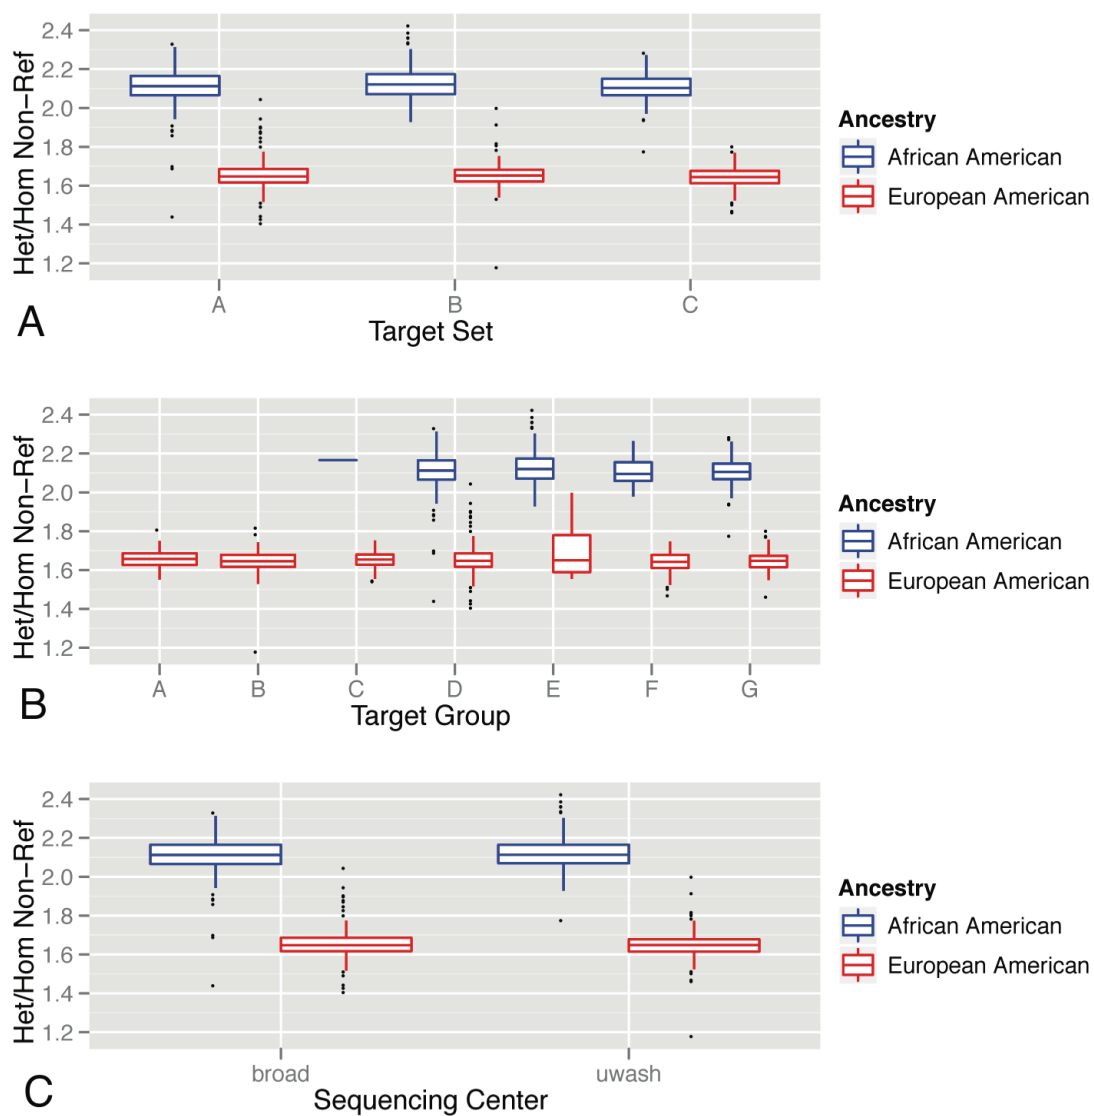 Het/Hom Non−Ref
2.4
2.2
2.0
1.8
1.6
1.4
1.2
A B C
Target Set
A
Ancestry
African American
European American
Het/Hom Non−Ref
2.4
2.2
2.0
1.8
1.6
1.4
1.2
A B C D E F G
Target Group
B
Ancestry
African American
European American
Het/Hom Non−Ref
2.4
2.2
2.0
1.8
1.6
1.4
1.2
broad uwash
Sequencing Center
C
Ancestry
African American
European American